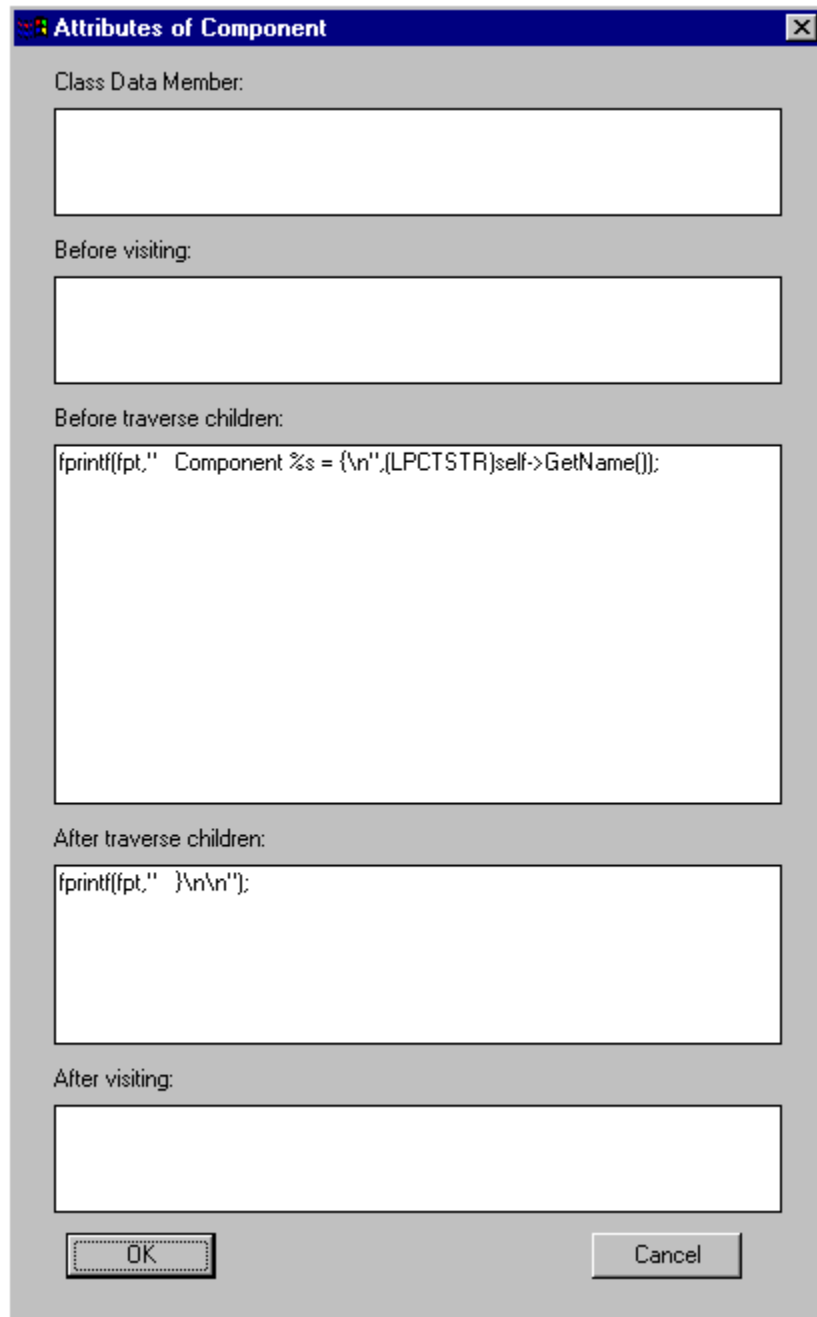 Attributes of Component
Class Data Member:
Before visiting:
Before traverse children:
fprintf(fpt,"   Component %s = {\n",(LPCTSTR)self->GetName());
After traverse children:
fprintf(fpt,"   }\n\n");
After visiting:
OK
Cancel